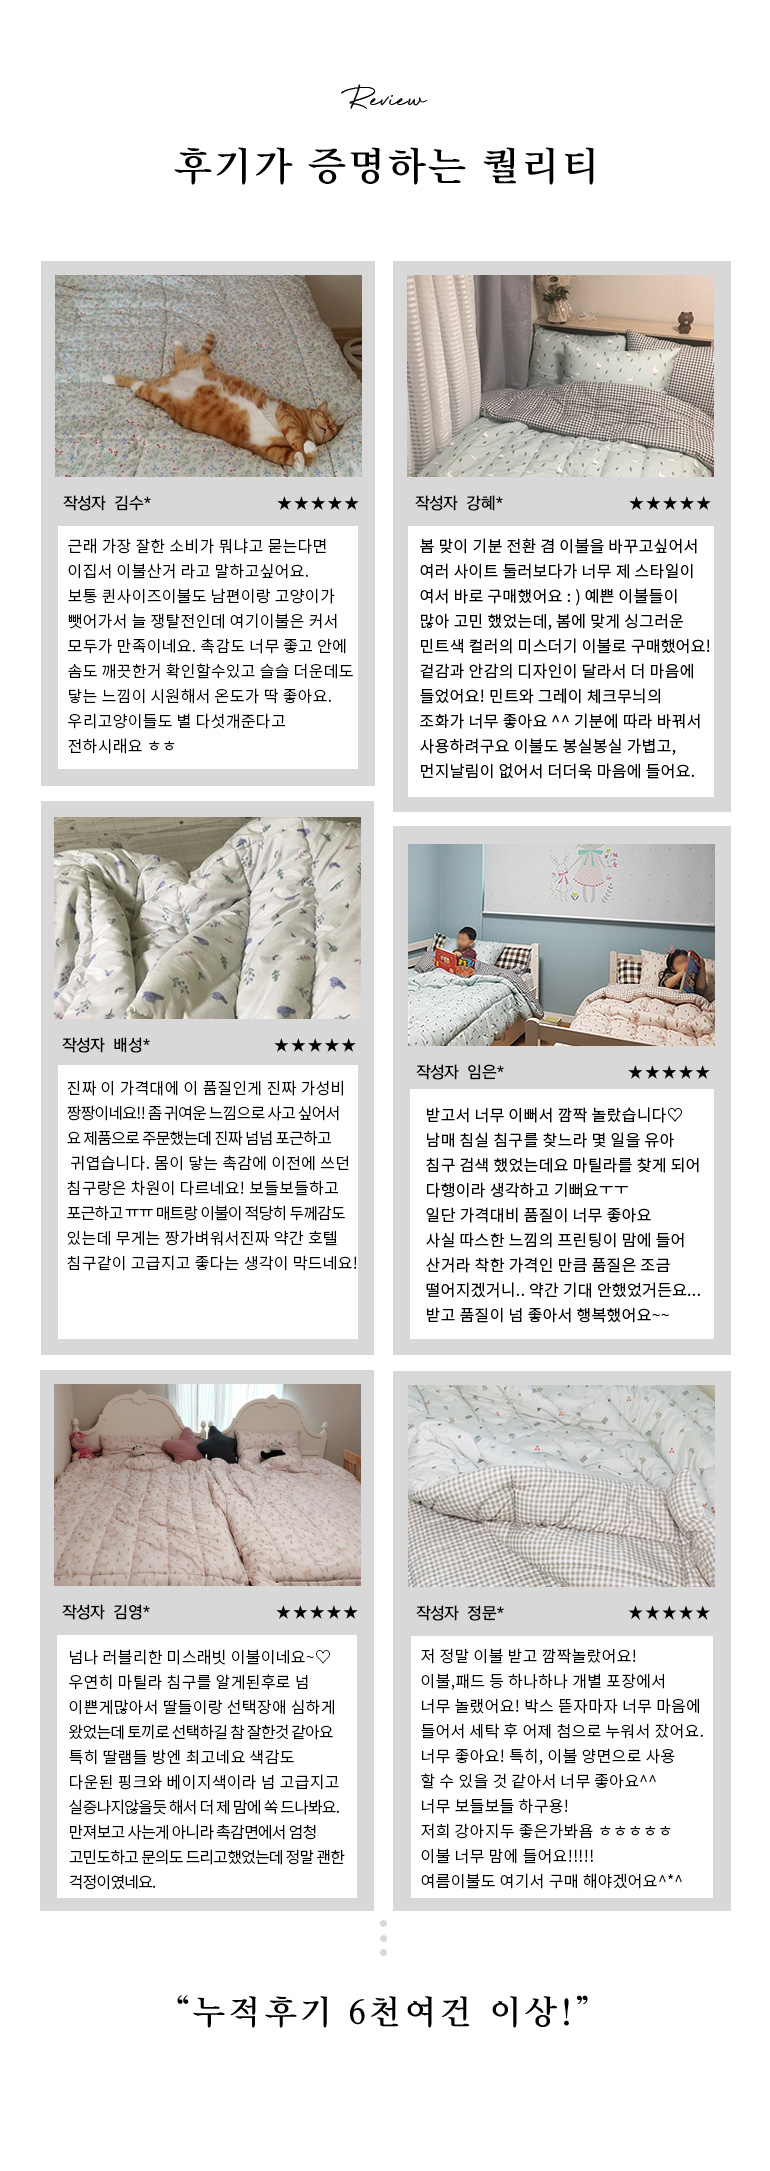 Review
후기가 증명하는 퀄리티
작성자 김수* ★★★★★
근래 가장 잘한 소비가 뭐냐고 묻는다면
이집서 이불산거 라고 말하고싶어요.
보통 퀸사이즈이불도 남편이랑 고양이가
뺏어가서 늘 쟁탈전인데 여기이불은 커서
모두가 만족이네요. 촉감도 너무 좋고 안에
솜도 깨끗한거 확인할수있고 슬슬 더운데도
닿는 느낌이 시원해서 온도가 딱 좋아요.
우리고양이들도 별 다섯개준다고
전하시래요 ㅎㅎ
작성자 강혜* ★★★★★
봄 맞이 기분 전환 겸 이불을 바꾸고싶어서
여러 사이트 둘러보다가 너무 제 스타일이
여서 바로 구매했어요 : ) 예쁜 이불들이
많아 고민 했었는데, 봄에 맞게 싱그러운
민트색 컬러의 미스더기 이불로 구매했어요!
겉감과 안감의 디자인이 달라서 더 마음에
들었어요! 민트와 그레이 체크무늬의
조화가 너무 좋아요 ^^ 기분에 따라 바꿔서
사용하려구요 이불도 봉실봉실 가볍고,
먼지날림이 없어서 더더욱 마음에 들어요.
작성자 배성* ★★★★★
진짜 이 가격대에 이 품질인게 진짜 가성비
짱짱이네요!! 좀 귀여운 느낌으로 사고 싶어서
요 제품으로 주문했는데 진짜 넘넘 포근하고
귀엽습니다. 몸이 닿는 촉감에 이전에 쓰던
침구랑은 차원이 다르네요! 보들보들하고
포근하고 ㅠㅠ 매트랑 이불이 적당히 두께감도
있는데 무게는 짱가벼워서진짜 약간 호텔
침구같이 고급지고 좋다는 생각이 막드네요!
작성자 임은* ★★★★★
받고서 너무 이뻐서 깜짝 놀랐습니다♡
남매 침실 침구를 찾느라 몇 일을 유아
침구 검색 했었는데요 마틸라를 찾게 되어
다행이라 생각하고 기뻐요ㅜㅜ
일단 가격대비 품질이 너무 좋아요
사실 따스한 느낌의 프린팅이 맘에 들어
산거라 착한 가격인 만큼 품질은 조금
떨어지겠거니.. 약간 기대 안했었거든요...
받고 품질이 넘 좋아서 행복했어요~~
작성자 김영* ★★★★★
넘나 러블리한 미스래빗 이불이네요~♡
우연히 마틸라 침구를 알게된후로 넘
이쁜게많아서 딸들이랑 선택장애 심하게
왔었는데 토끼로 선택하길 참 잘한것 같아요
특히 딸램들 방엔 최고네요 색감도
다운된 핑크와 베이지색이라 넘 고급지고
실증나지않을듯 해서 더 제 맘에 쏙 드나봐요.
만져보고 사는게 아니라 촉감면에서 엄청
고민도하고 문의도 드리고했었는데 정말 괜한
걱정이였네요.
작성자 정문* ★★★★★
저 정말 이불 받고 깜짝놀랐어요!
이불,패드 등 하나하나 개별 포장에서
너무 놀랬어요! 박스 뜯자마자 너무 마음에
들어서 세탁 후 어제 첨으로 누워서 잤어요.
너무 좋아요! 특히, 이불 양면으로 사용
할 수 있을 것 같아서 너무 좋아요^^
너무 보들보들 하구용!
저희 강아지두 좋은가봐욤 ㅎㅎㅎㅎㅎ
이불 너무 맘에 들어요!!!!!
여름이불도 여기서 구매 해야겠어요^*^
“누적후기 6천여건 이상!”